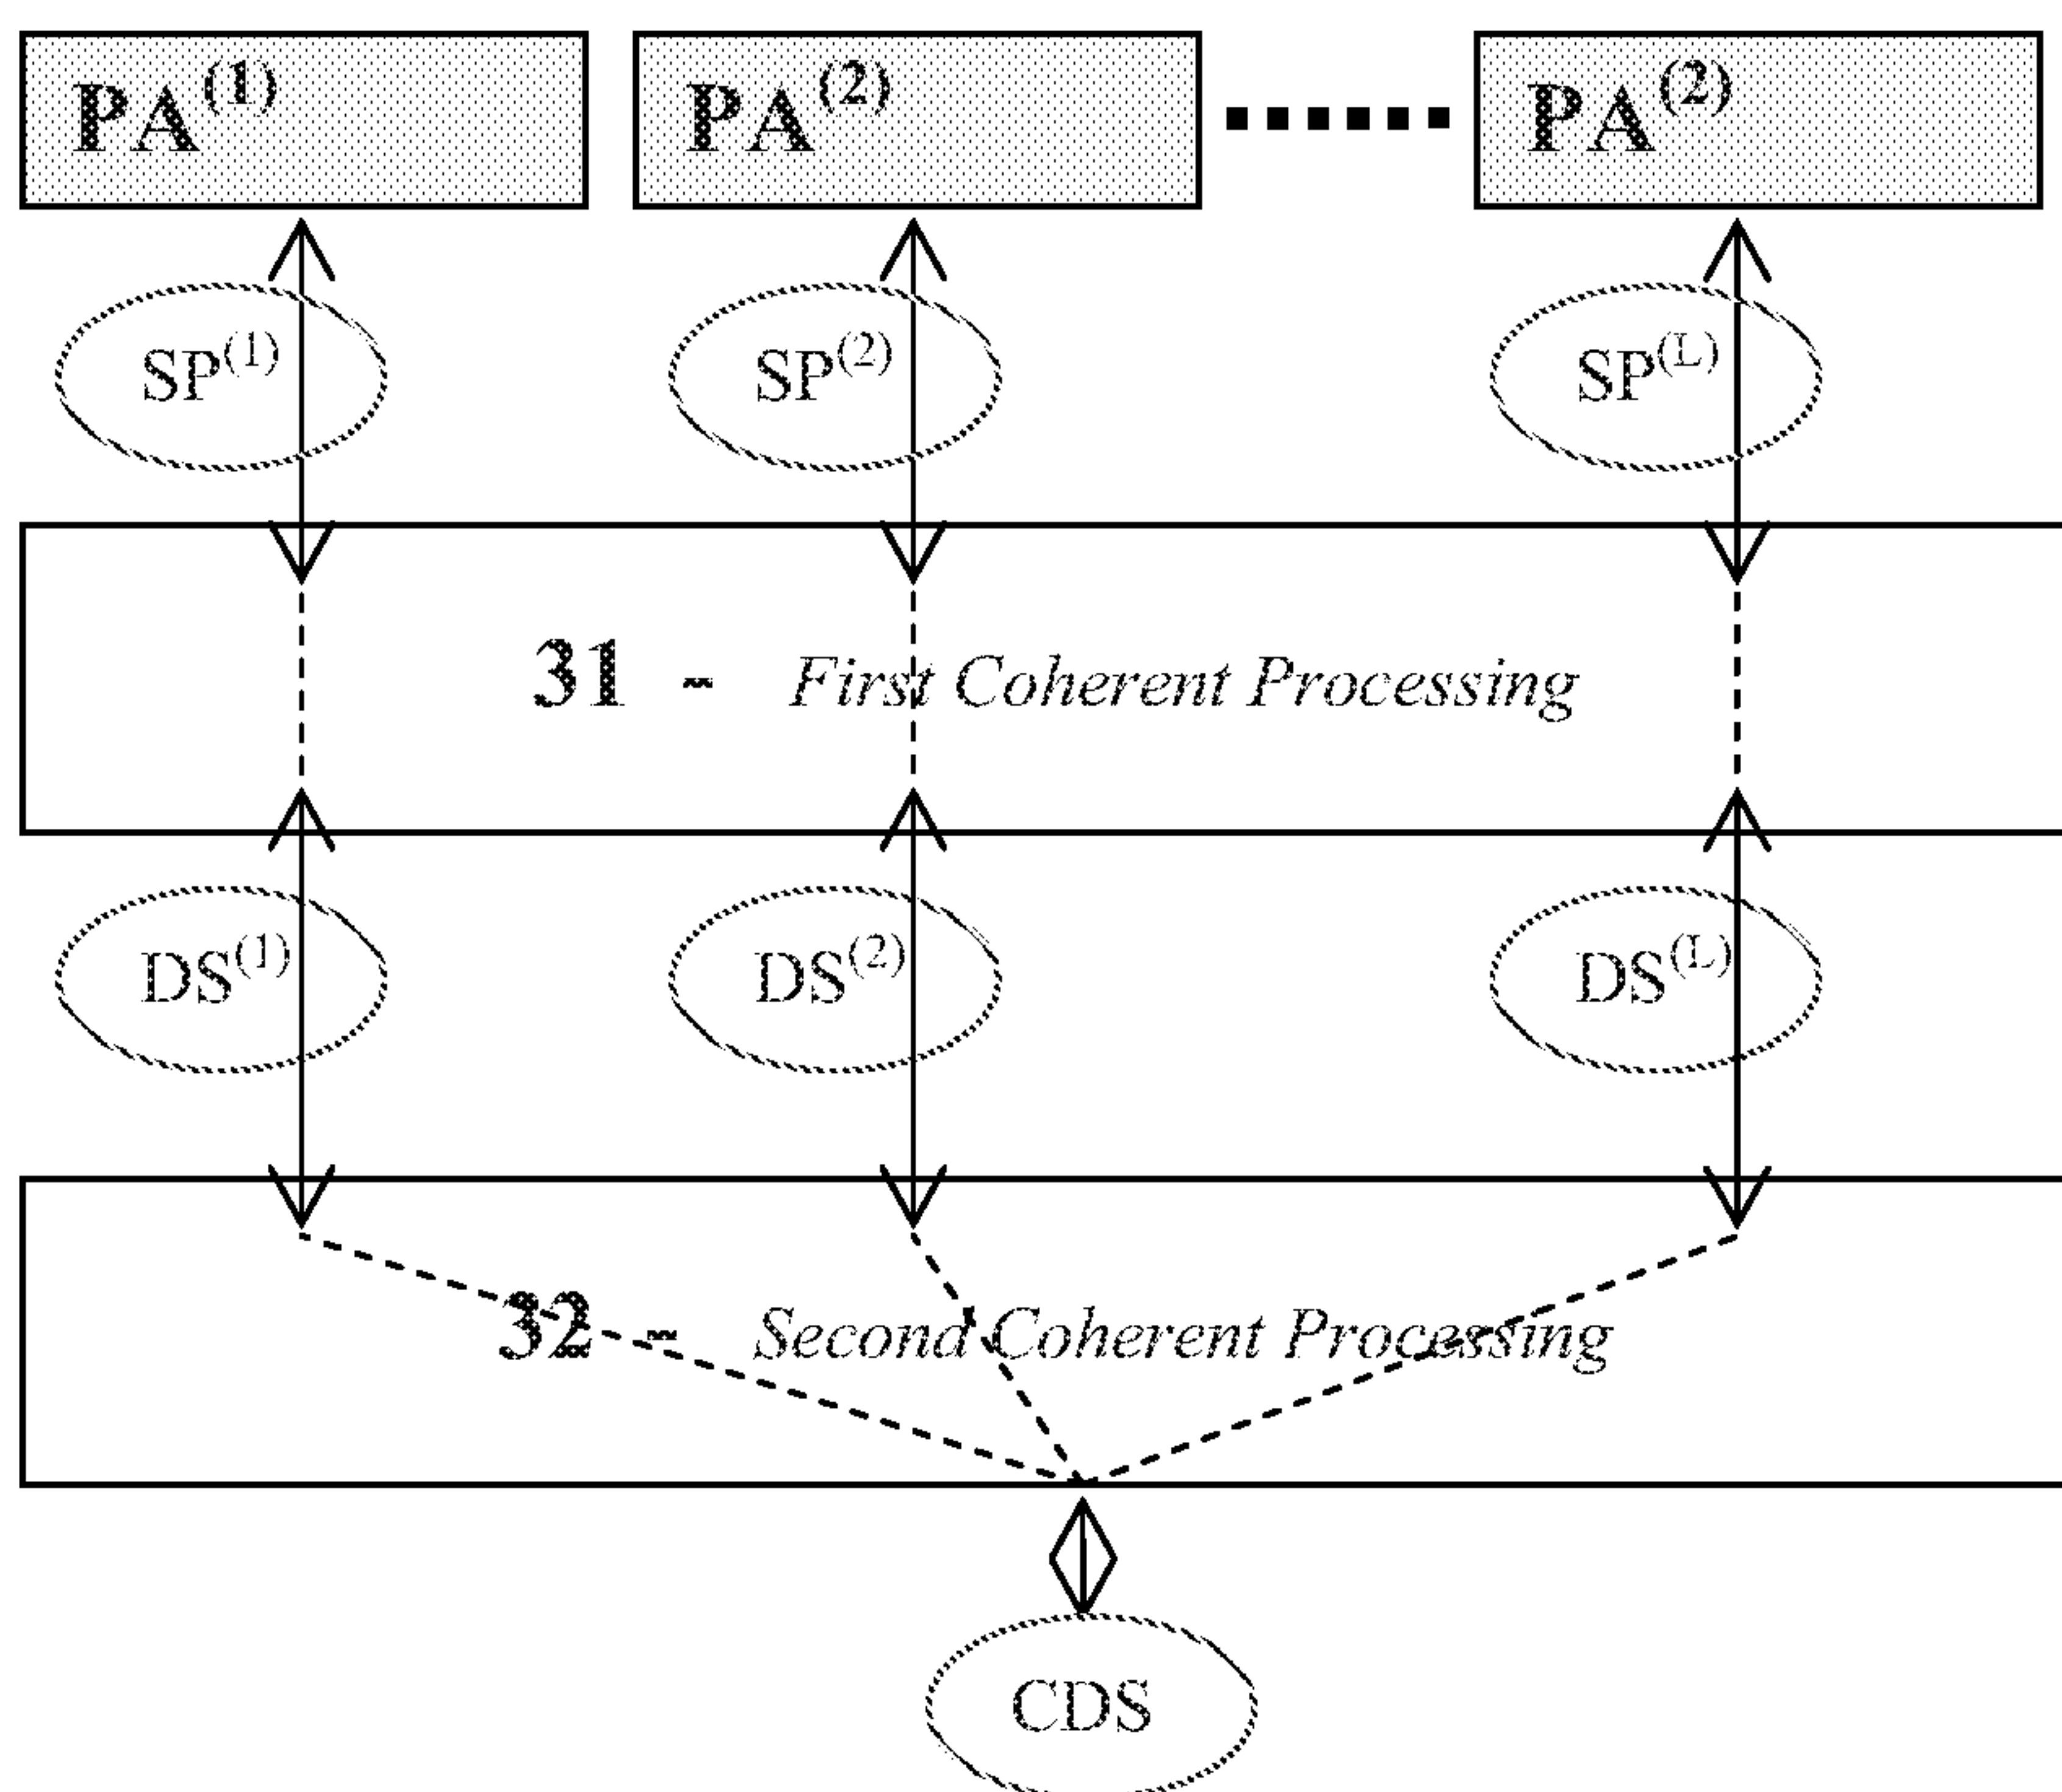 PA(1) PA(2) PA(2)
SP(1) SP(2) SP(L)
31 - First Coherent Processing
DS(1) DS(2) DS(L)
32 - Second Coherent Processing
CDS